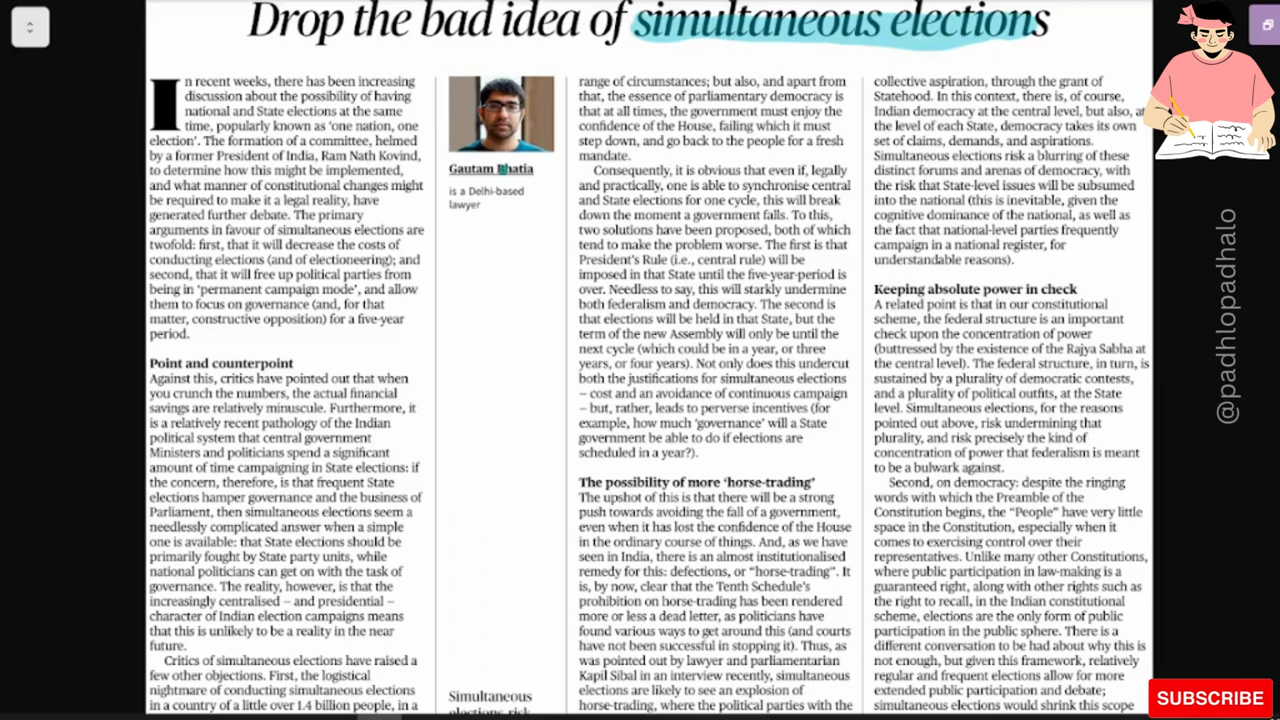 Drop the bad idea of simultaneous elections
In recent weeks, there has been increasing
discussion about the possibility of having
national and State elections at the same
time, popularly known as ‘one nation, one
election’. The formation of a committee, helmed
by a former President of India, Ram Nath Kovind,
to determine how this might be implemented,
and what manner of constitutional changes might
be required to make it a legal reality, have
generated further debate. The primary
arguments in favour of simultaneous elections are
twofold: first, that it will decrease the costs of
conducting elections (and of electioneering); and
second, that it will free up political parties from
being in ‘permanent campaign mode’, and allow
them to focus on governance (and, for that
matter, constructive opposition) for a five-year
period.
Point and counterpoint
Against this, critics have pointed out that when
you crunch the numbers, the actual financial
savings are relatively minuscule. Furthermore, it
is a relatively recent pathology of the Indian
political system that central government
Ministers and politicians spend a significant
amount of time campaigning in State elections: if
the concern, therefore, is that frequent State
elections hamper governance and the business of
Parliament, then simultaneous elections seem a
needlessly complicated answer when a simple
one is available: that State elections should be
primarily fought by State party units, while
national politicians can get on with the task of
governance. The reality, however, is that the
increasingly centralised – and presidential –
character of Indian election campaigns means
that this is unlikely to be a reality in the near
future.
Critics of simultaneous elections have raised a
few other objections. First, the logistical
nightmare of conducting simultaneous elections
in a country of a little over 1.4 billion people, in a
Gautam Bhatia
is a Delhi-based
lawyer
Simultaneous
elections risk
range of circumstances; but also, and apart from
that, the essence of parliamentary democracy is
that at all times, the government must enjoy the
confidence of the House, failing which it must
step down, and go back to the people for a fresh
mandate.
Consequently, it is obvious that even if, legally
and practically, one is able to synchronise central
and State elections for one cycle, this will break
down the moment a government falls. To this,
two solutions have been proposed, both of which
tend to make the problem worse. The first is that
President’s Rule (i.e., central rule) will be
imposed in that State until the five-year-period is
over. Needless to say, this will starkly undermine
both federalism and democracy. The second is
that elections will be held in that State, but the
term of the new Assembly will only be until the
next cycle (which could be in a year, or three
years, or four years). Not only does this undercut
both the justifications for simultaneous elections
– cost and an avoidance of continuous campaign
– but, rather, leads to perverse incentives (for
example, how much ‘governance’ will a State
government be able to do if elections are
scheduled in a year?).
The possibility of more ‘horse-trading’
The upshot of this is that there will be a strong
push towards avoiding the fall of a government,
even when it has lost the confidence of the House
in the ordinary course of things. And, as we have
seen in India, there is an almost institutionalised
remedy for this: defections, or “horse-trading”. It
is, by now, clear that the Tenth Schedule’s
prohibition on horse-trading has been rendered
more or less a dead letter, as politicians have
found various ways to get around this (and courts
have not been successful in stopping it). Thus, as
was pointed out by lawyer and parliamentarian
Kapil Sibal in an interview recently, simultaneous
elections are likely to see an explosion of
horse-trading, where the political parties with the
collective aspiration, through the grant of
Statehood. In this context, there is, of course,
Indian democracy at the central level, but also, at
the level of each State, democracy takes its own
set of claims, demands, and aspirations.
Simultaneous elections risk a blurring of these
distinct forums and arenas of democracy, with
the risk that State-level issues will be subsumed
into the national (this is inevitable, given the
cognitive dominance of the national, as well as
the fact that national-level parties frequently
campaign in a national register, for
understandable reasons).
Keeping absolute power in check
A related point is that in our constitutional
scheme, the federal structure is an important
check upon the concentration of power
(buttressed by the existence of the Rajya Sabha at
the central level). The federal structure, in turn, is
sustained by a plurality of democratic contests,
and a plurality of political outfits, at the State
level. Simultaneous elections, for the reasons
pointed out above, risk undermining that
plurality, and risk precisely the kind of
concentration of power that federalism is meant
to be a bulwark against.
Second, on democracy: despite the ringing
words with which the Preamble of the
Constitution begins, the “People” have very little
space in the Constitution, especially when it
comes to exercising control over their
representatives. Unlike many other Constitutions,
where public participation in law-making is a
guaranteed right, along with other rights such as
the right to recall, in the Indian constitutional
scheme, elections are the only form of public
participation in the public sphere. There is a
different conversation to be had about why this is
not enough, but given this framework, relatively
regular and frequent elections allow for more
extended public participation and debate;
simultaneous elections would shrink this scope
@padhlopadhalo
SUBSCRIBE